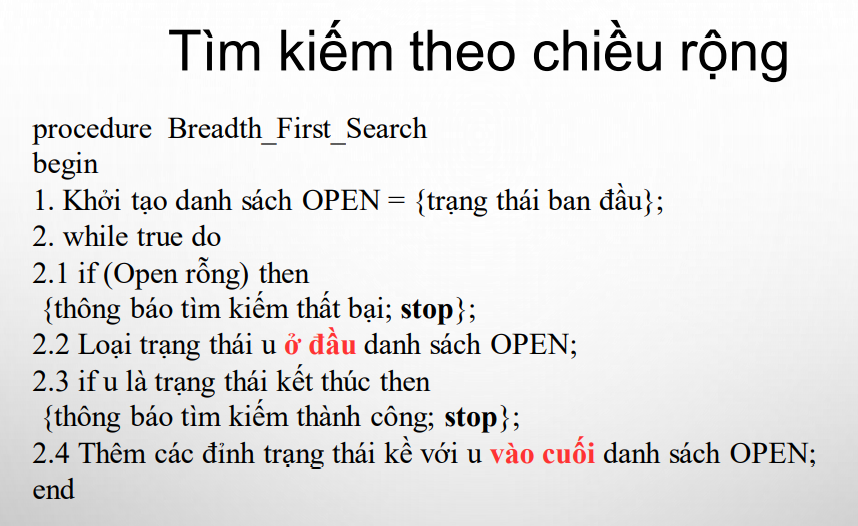 Tìm kiếm theo chiều rộng
procedure Breadth_First_Search
begin
1. Khởi tạo danh sách OPEN = {trạng thái ban đầu};
2. while true do
2.1 if (Open rỗng) then
{thông báo tìm kiếm thất bại; stop};
2.2 Loại trạng thái u ở đầu danh sách OPEN;
2.3 if u là trạng thái kết thúc then
{thông báo tìm kiếm thành công; stop};
2.4 Thêm các đỉnh trạng thái kề với u vào cuối danh sách OPEN;
end